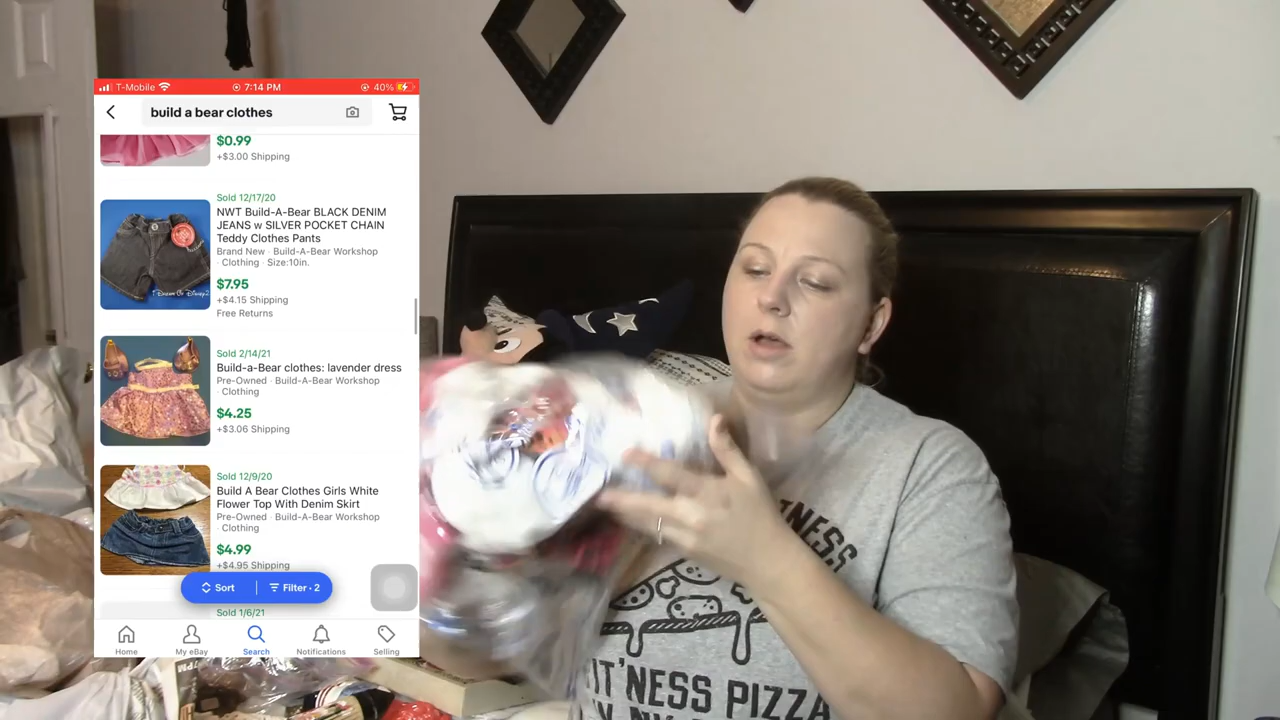 T-Mobile
7:14 PM
40%
build a bear clothes
$0.99
+$3.00 Shipping
Sold 12/17/20
NWT Build-A-Bear BLACK DENIM
JEANS w SILVER POCKET CHAIN
Teddy Clothes Pants
Brand New · Build-A-Bear Workshop
· Clothing · Size:10in.
$7.95
+$4.15 Shipping
Free Returns
Sold 2/14/21
Build-a-Bear clothes: lavender dress
Pre-Owned · Build-A-Bear Workshop
· Clothing
$4.25
+$3.06 Shipping
Sold 12/9/20
Build A Bear Clothes Girls White
Flower Top With Denim Skirt
Pre-Owned · Build-A-Bear Workshop
· Clothing
$4.99
+$4.95 Shipping
Sort
Filter · 2
Sold 1/6/21
Home
My eBay
Search
Notifications
Selling
PIZZA